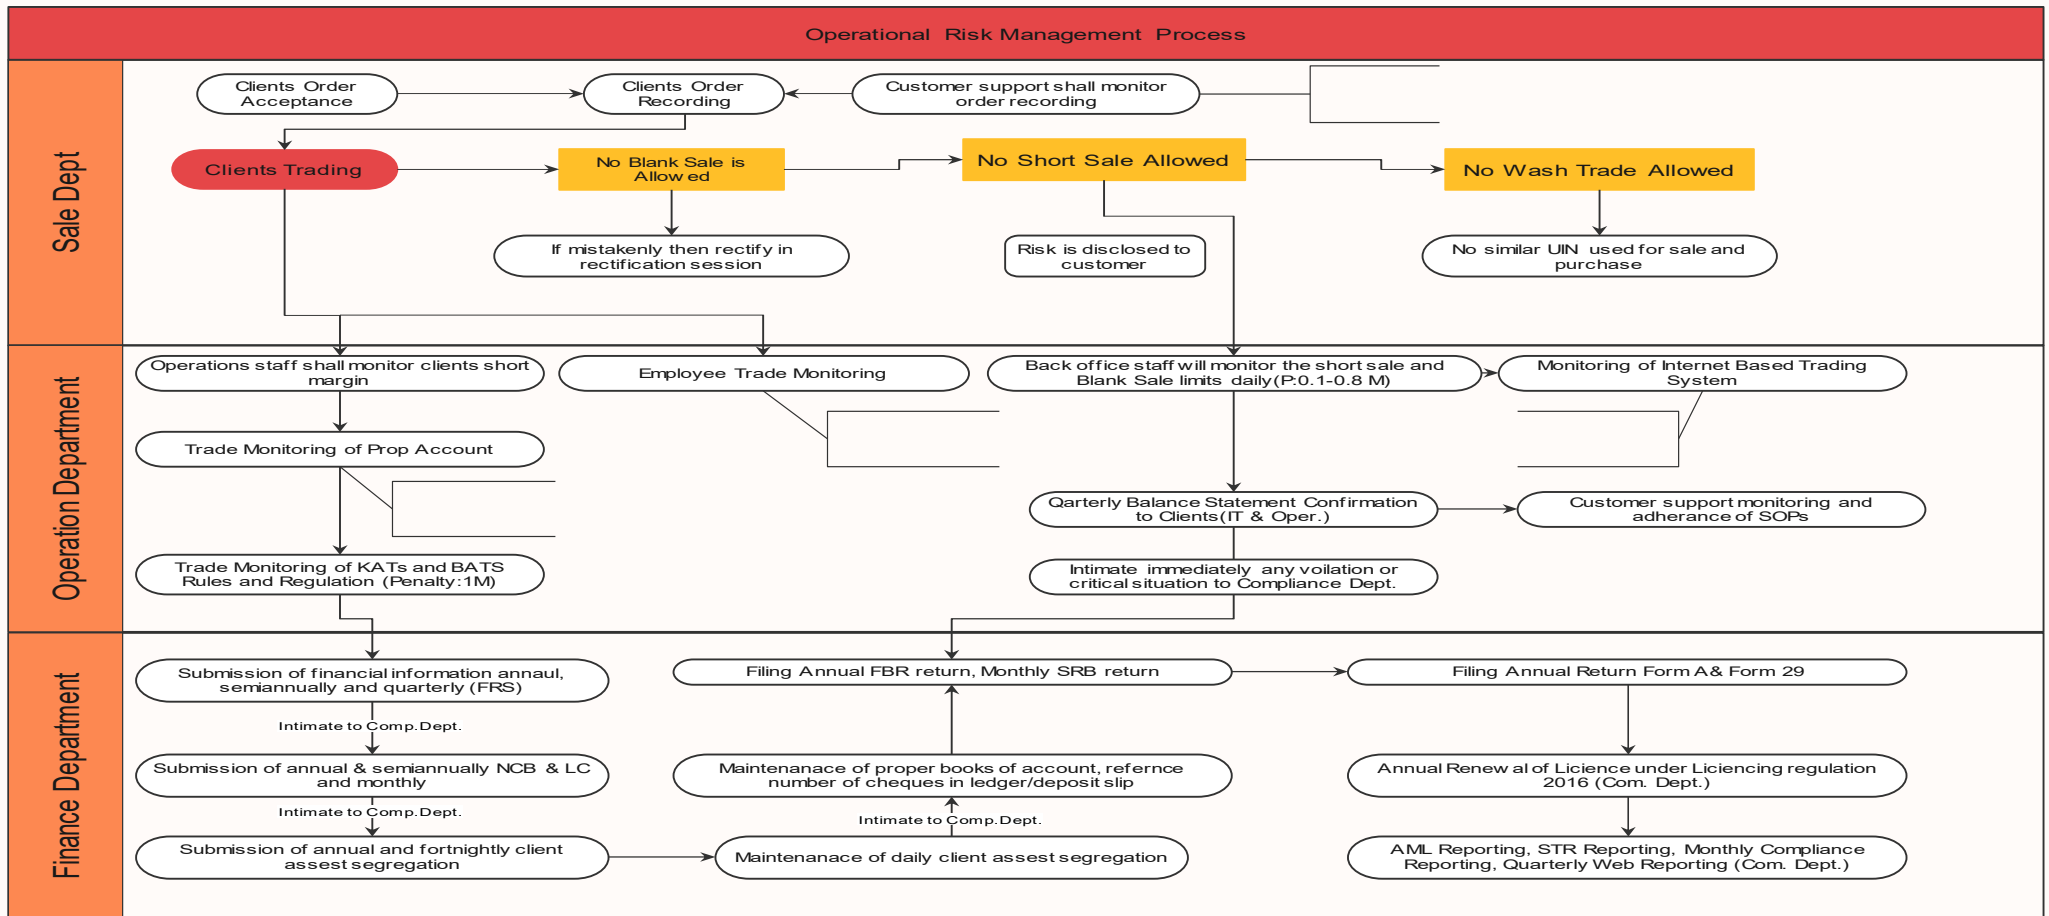 Operational Risk Management Process
Sale Dept
Clients Order
Acceptance
Clients Order
Recording
Customer support shall monitor
order recording
Clients Trading
No Blank Sale is
Allowed
No Short Sale Allowed
No Wash Trade Allowed
If mistakenly then rectify in
rectification session
Risk is disclosed to
customer
No similar UIN used for sale and
purchase
Operation Department
Operations staff shall monitor clients short
margin
Employee Trade Monitoring
Back office staff will monitor the short sale and
Blank Sale limits daily(P:0.1-0.8 M)
Monitoring of Internet Based Trading
System
Trade Monitoring of Prop Account
Qarterly Balance Statement Confirmation
to Clients(IT & Oper.)
Customer support monitoring and
adherance of SOPs
Trade Monitoring of KATs and BATS
Rules and Regulation (Penalty:1M)
Intimate immediately any voilation or
critical situation to Compliance Dept.
Finance Department
Submission of financial information annaul,
semiannually and quarterly (FRS)
Filing Annual FBR return, Monthly SRB return
Filing Annual Return Form A& Form 29
Intimate to Comp.Dept.
Submission of annual & semiannually NCB & LC
and monthly
Maintenanace of proper books of account, refernce
number of cheques in ledger/deposit slip
Annual Renewal of Licience under Liciencing regulation
2016 (Com. Dept.)
Intimate to Comp.Dept.
Intimate to Comp.Dept.
Submission of annual and fortnightly client
assest segregation
Maintenanace of daily client assest segregation
AML Reporting, STR Reporting, Monthly Compliance
Reporting, Quarterly Web Reporting (Com. Dept.)